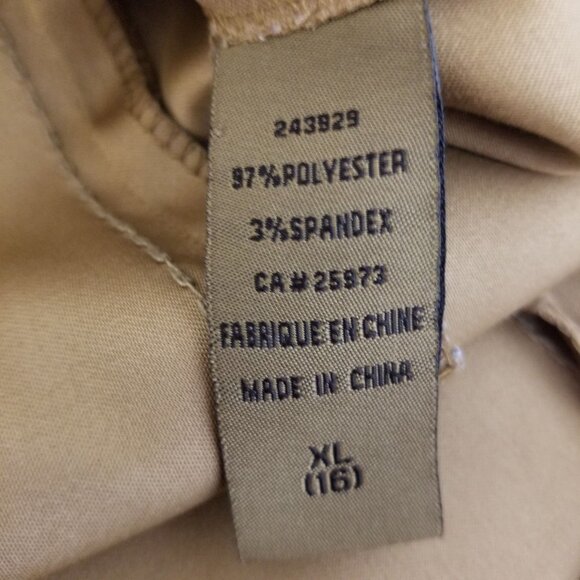 243929
97%POLYESTER
3%SPANDEX
CA#25973
FABRIQUE EN CHINE
MADE IN CHINA
XL
(16)